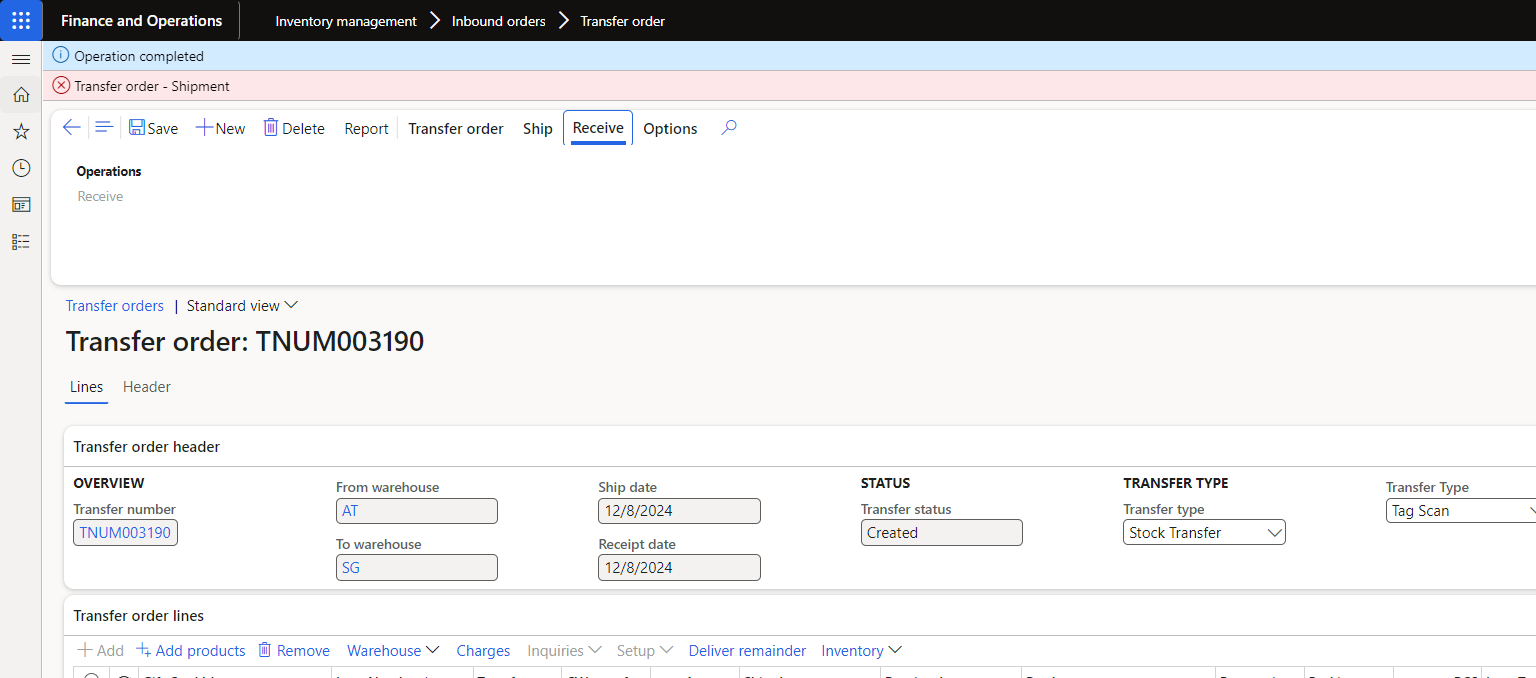 Finance and Operations Inventory management Inbound orders Transfer order
Operation completed
Transfer order - Shipment
Save New Delete Report Transfer order Ship Receive Options
Operations
Receive
Transfer orders | Standard view
Transfer order: TNUM003190
Lines Header
Transfer order header
OVERVIEW
Transfer number
TNUM003190
From warehouse
AT
To warehouse
SG
Ship date
12/8/2024
Receipt date
12/8/2024
STATUS
Transfer status
Created
TRANSFER TYPE
Transfer type
Stock Transfer
Transfer Type
Tag Scan
Transfer order lines
Add Add products Remove Warehouse Charges Inquiries Setup Deliver remainder Inventory